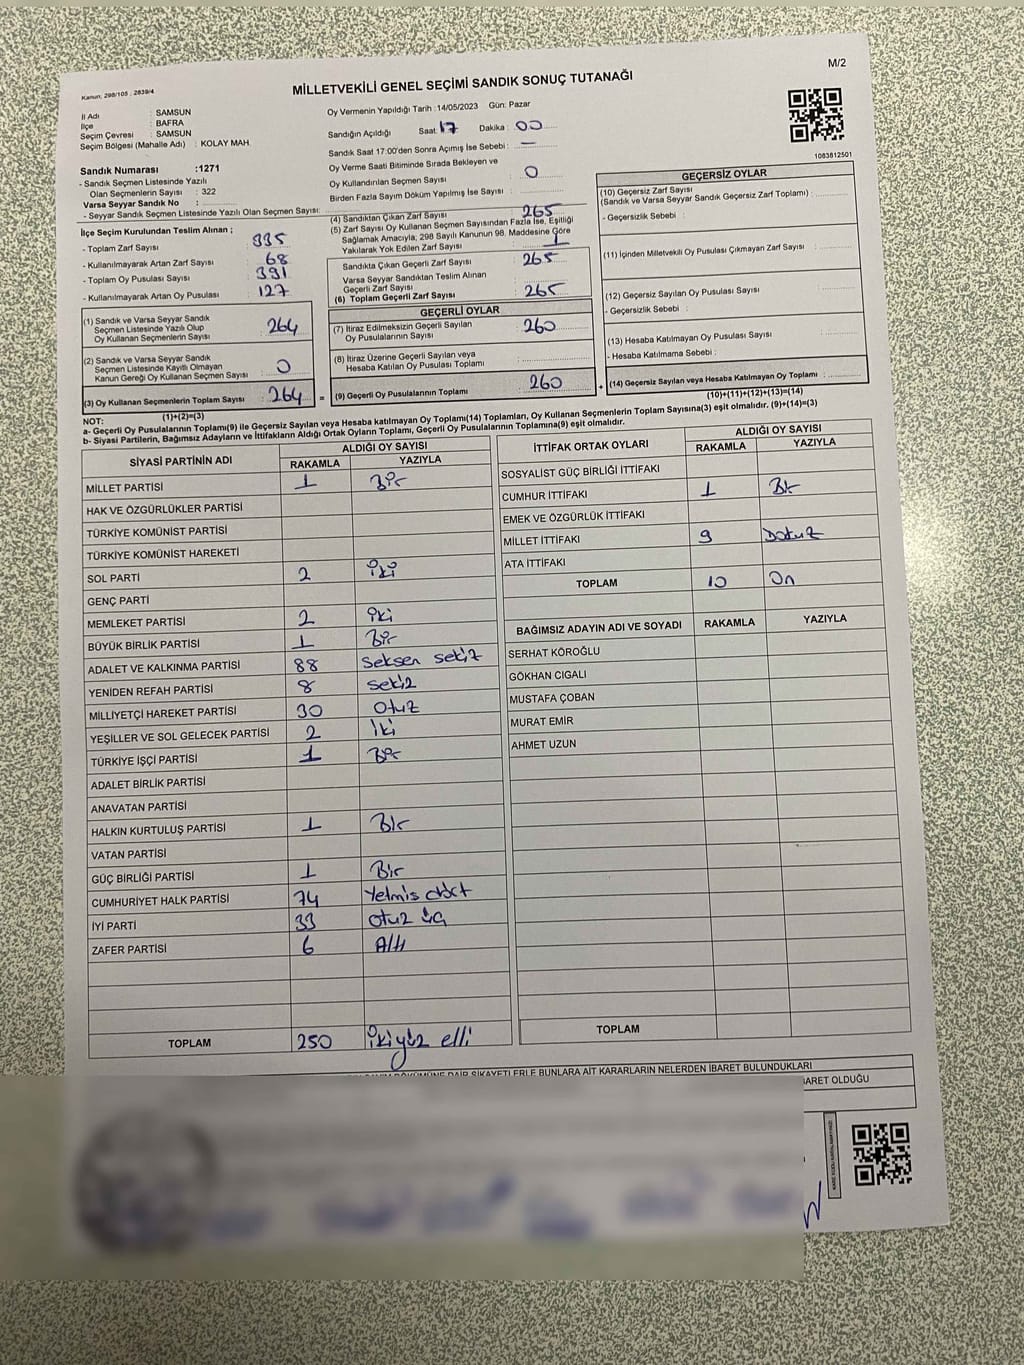 M/2
Kanun: 298/105 : 2839/4
MİLLETVEKİLİ GENEL SEÇİMİ SANDIK SONUÇ TUTANAĞI
İl Adı : SAMSUN
İlçe : BAFRA
Seçim Çevresi : SAMSUN
Seçim Bölgesi (Mahalle Adı) : KOLAY MAH.
Sandık Numarası :1271
- Sandık Seçmen Listesinde Yazılı
Olan Seçmenlerin Sayısı : 322
Varsa Seyyar Sandık No :
- Seyyar Sandık Seçmen Listesinde Yazılı Olan Seçmen Sayısı:
Oy Vermenin Yapıldığı Tarih : 14/05/2023 Gün: Pazar
Sandığın Açıldığı Saat : 17 Dakika : 00
Sandık Saat 17:00'den Sonra Açımış İse Sebebi : —
Oy Verme Saati Bitiminde Sırada Bekleyen ve
Oy Kullandırılan Seçmen Sayısı : 0
Birden Fazla Sayım Döküm Yapılmış İse Sayısı :
1083812501
İlçe Seçim Kurulundan Teslim Alınan ;
- Toplam Zarf Sayısı : 335
- Kullanılmayarak Artan Zarf Sayısı : 68
- Toplam Oy Pusulası Sayısı : 391
- Kullanılmayarak Artan Oy Pusulası : 127
(1) Sandık ve Varsa Seyyar Sandık
Seçmen Listesinde Yazılı Olup
Oy Kullanan Seçmenlerin Sayısı : 264
(2) Sandık ve Varsa Seyyar Sandık
Seçmen Listesinde Kayıtlı Olmayan
Kanun Gereği Oy Kullanan Seçmen Sayısı : 0
(3) Oy Kullanan Seçmenlerin Toplam Sayısı : 264
(1)+(2)=(3)
(4) Sandıktan Çıkan Zarf Sayısı : 265
(5) Zarf Sayısı Oy Kullanan Seçmen Sayısından Fazla İse, Eşitliği
Sağlamak Amacıyla, 298 Sayılı Kanunun 98. Maddesine Göre
Yakılarak Yok Edilen Zarf Sayısı : 1
Sandıkta Çıkan Geçerli Zarf Sayısı : 265
Varsa Seyyar Sandıktan Teslim Alınan
Geçerli Zarf Sayısı :
(6) Toplam Geçerli Zarf Sayısı : 265
GEÇERLİ OYLAR
(7) İtiraz Edilmeksizin Geçerli Sayılan
Oy Pusulalarının Sayısı : 260
(8) İtiraz Üzerine Geçerli Sayılan veya
Hesaba Katılan Oy Pusulası Toplamı :
= (9) Geçerli Oy Pusulalarının Toplamı : 260 +
GEÇERSİZ OYLAR
(10) Geçersiz Zarf Sayısı
(Sandık ve Varsa Seyyar Sandık Geçersiz Zarf Toplamı) :
- Geçersizlik Sebebi :
(11) İçinden Milletvekili Oy Pusulası Çıkmayan Zarf Sayısı :
(12) Geçersiz Sayılan Oy Pusulası Sayısı :
- Geçersizlik Sebebi :
(13) Hesaba Katılmayan Oy Pusulası Sayısı :
- Hesaba Katılmama Sebebi :
(14) Geçersiz Sayılan veya Hesaba Katılmayan Oy Toplamı :
(10)+(11)+(12)+(13)=(14)
NOT:
a- Geçerli Oy Pusulalarının Toplamı(9) ile Geçersiz Sayılan veya Hesaba katılmayan Oy Toplamı(14) Toplamları, Oy Kullanan Seçmenlerin Toplam Sayısına(3) eşit olmalıdır. (9)+(14)=(3)
b- Siyasi Partilerin, Bağımsız Adayların ve İttifakların Aldığı Ortak Oyların Toplamı, Geçerli Oy Pusulalarının Toplamına(9) eşit olmalıdır.
SİYASİ PARTİNİN ADI ALDIĞI OY SAYISI
RAKAMLA YAZIYLA
MİLLET PARTİSİ 1 Bir
HAK VE ÖZGÜRLÜKLER PARTİSİ
TÜRKİYE KOMÜNİST PARTİSİ
TÜRKİYE KOMÜNİST HAREKETİ
SOL PARTİ 2 iki
GENÇ PARTİ
MEMLEKET PARTİSİ 2 iki
BÜYÜK BİRLİK PARTİSİ 1 Bir
ADALET VE KALKINMA PARTİSİ 88 seksen sekiz
YENİDEN REFAH PARTİSİ 8 sekiz
MİLLİYETÇİ HAREKET PARTİSİ 30 otuz
YEŞİLLER VE SOL GELECEK PARTİSİ 2 İki
TÜRKİYE İŞÇİ PARTİSİ 1 Bir
ADALET BİRLİK PARTİSİ
ANAVATAN PARTİSİ
HALKIN KURTULUŞ PARTİSİ 1 Bir
VATAN PARTİSİ
GÜÇ BİRLİĞİ PARTİSİ 1 Bir
CUMHURİYET HALK PARTİSİ 74 Yetmis dört
İYİ PARTİ 33 otuz üç
ZAFER PARTİSİ 6 Altı
TOPLAM 250 ikiyüz elli
İTTİFAK ORTAK OYLARI ALDIĞI OY SAYISI
RAKAMLA YAZIYLA
SOSYALİST GÜÇ BİRLİĞİ İTTİFAKI
CUMHUR İTTİFAKI 1 Bir
EMEK VE ÖZGÜRLÜK İTTİFAKI
MİLLET İTTİFAKI 9 Dokuz
ATA İTTİFAKI
TOPLAM 10 On
BAĞIMSIZ ADAYIN ADI VE SOYADI RAKAMLA YAZIYLA
SERHAT KÖROĞLU
GÖKHAN CIGALI
MUSTAFA ÇOBAN
MURAT EMİR
AHMET UZUN
TOPLAM
DÖKÜMÜNE DAİR ŞİKAYETLERLE BUNLARA AİT KARARLARIN NELERDEN İBARET BULUNDUKLARI
BARET OLDUĞU